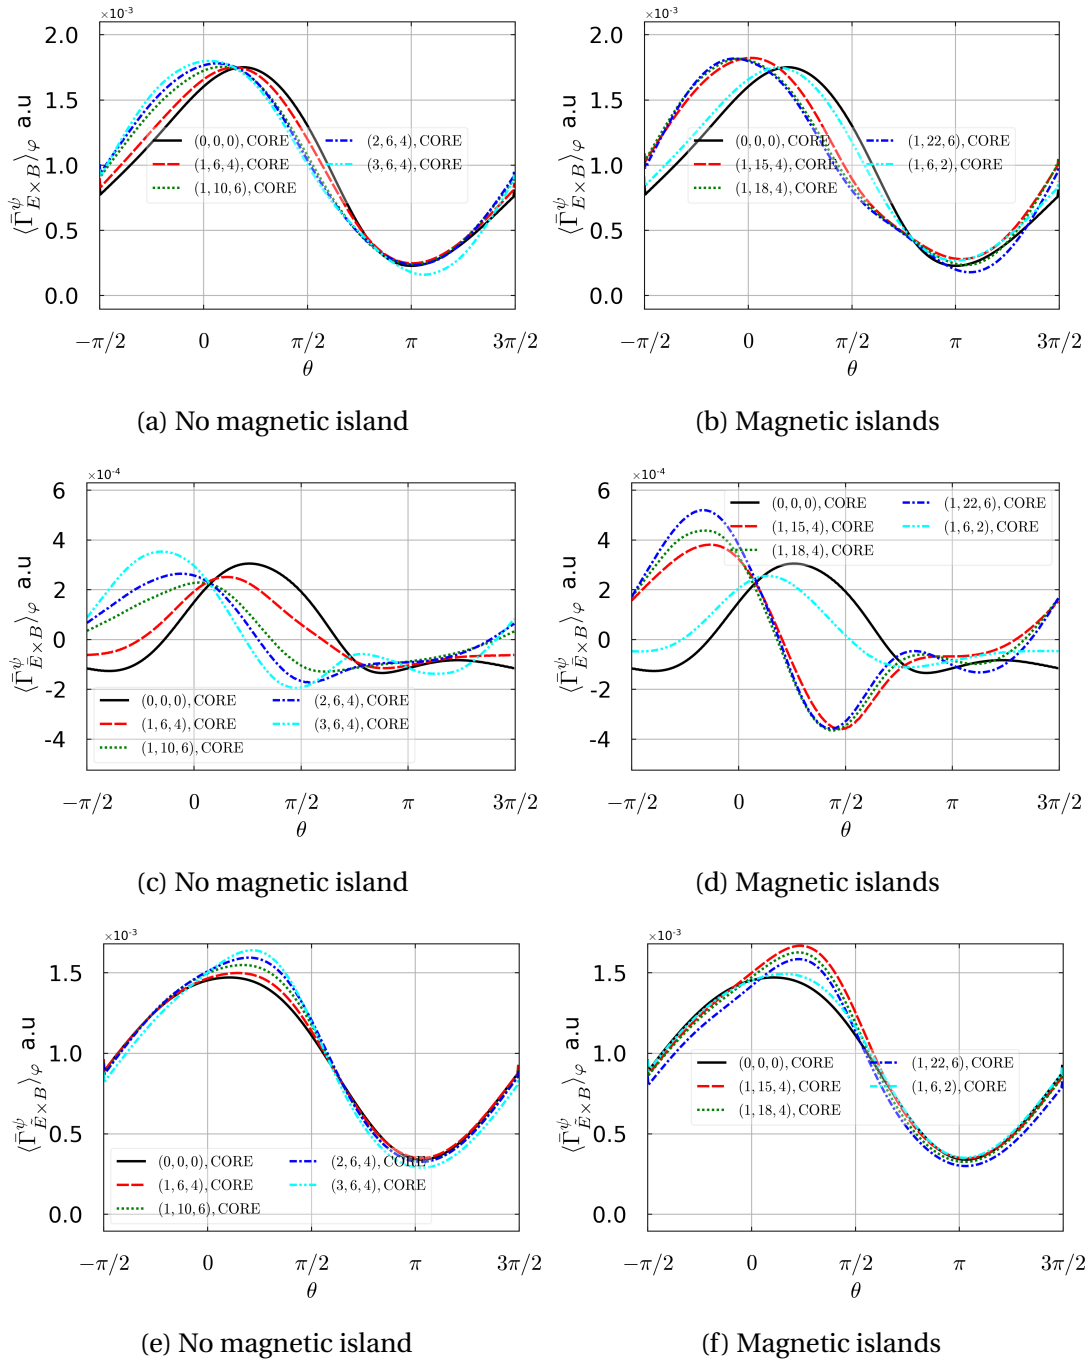 ×10⁻³
2.0
1.5
1.0
0.5
0.0
⟨Γ̄^ψ_{E×B}⟩_φ a.u
(0,0,0),CORE
(1,6,4),CORE
(1,10,6),CORE
(2,6,4),CORE
(3,6,4),CORE
−π/2 0 π/2 π 3π/2
θ
(a) No magnetic island
×10⁻³
2.0
1.5
1.0
0.5
0.0
⟨Γ̄^ψ_{E×B}⟩_φ a.u
(0,0,0),CORE
(1,15,4),CORE
(1,18,4),CORE
(1,22,6),CORE
(1,6,2),CORE
−π/2 0 π/2 π 3π/2
θ
(b) Magnetic islands
×10⁻⁴
6
4
2
0
-2
-4
⟨Γ̄^ψ_{Ē×B}⟩_φ a.u
(0,0,0),CORE
(1,6,4),CORE
(1,10,6),CORE
(2,6,4),CORE
(3,6,4),CORE
−π/2 0 π/2 π 3π/2
θ
(c) No magnetic island
×10⁻⁴
6
4
2
0
-2
-4
⟨Γ̄^ψ_{Ē×B}⟩_φ a.u
(0,0,0),CORE
(1,15,4),CORE
(1,18,4),CORE
(1,22,6),CORE
(1,6,2),CORE
−π/2 0 π/2 π 3π/2
θ
(d) Magnetic islands
×10⁻³
1.5
1.0
0.5
0.0
⟨Γ̄^ψ_{Ẽ×B}⟩_φ a.u
(0,0,0),CORE
(1,6,4),CORE
(1,10,6),CORE
(2,6,4),CORE
(3,6,4),CORE
−π/2 0 π/2 π 3π/2
θ
(e) No magnetic island
×10⁻³
1.5
1.0
0.5
0.0
⟨Γ̄^ψ_{Ẽ×B}⟩_φ a.u
(0,0,0),CORE
(1,15,4),CORE
(1,18,4),CORE
(1,22,6),CORE
(1,6,2),CORE
−π/2 0 π/2 π 3π/2
θ
(f) Magnetic islands